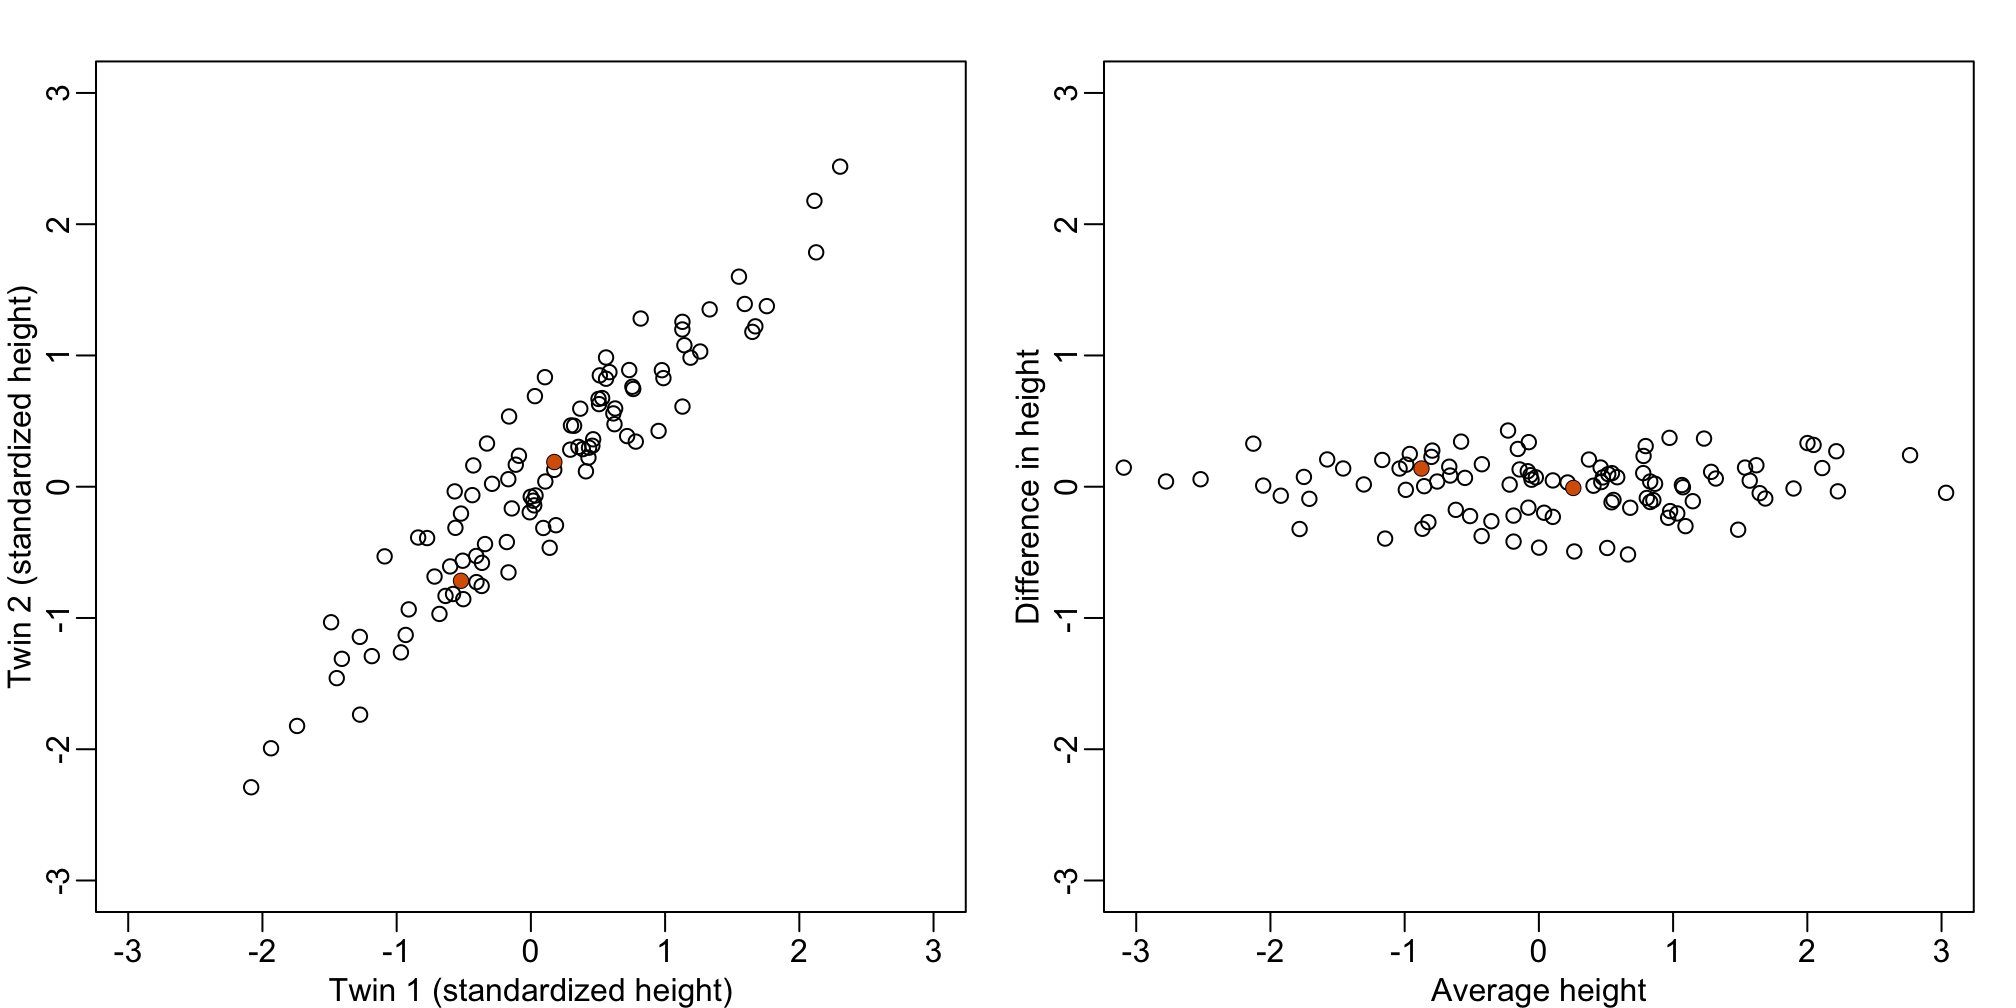 3
2
1
0
-1
-2
-3
Twin 2 (standardized height)
-3 -2 -1 0 1 2 3
Twin 1 (standardized height)
3
2
1
0
-1
-2
-3
Difference in height
-3 -2 -1 0 1 2 3
Average height